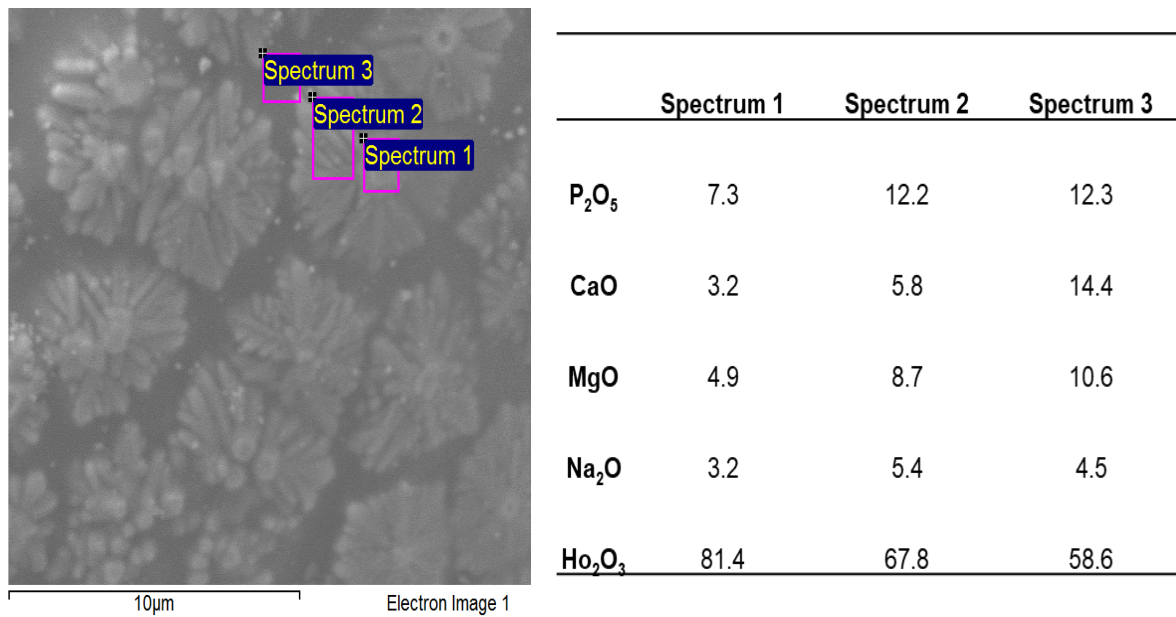 Spectrum 3
Spectrum 2
Spectrum 1
10µm
Electron Image 1
Spectrum 1 Spectrum 2 Spectrum 3
P₂O₅ 7.3 12.2 12.3
CaO 3.2 5.8 14.4
MgO 4.9 8.7 10.6
Na₂O 3.2 5.4 4.5
Ho₂O₃ 81.4 67.8 58.6